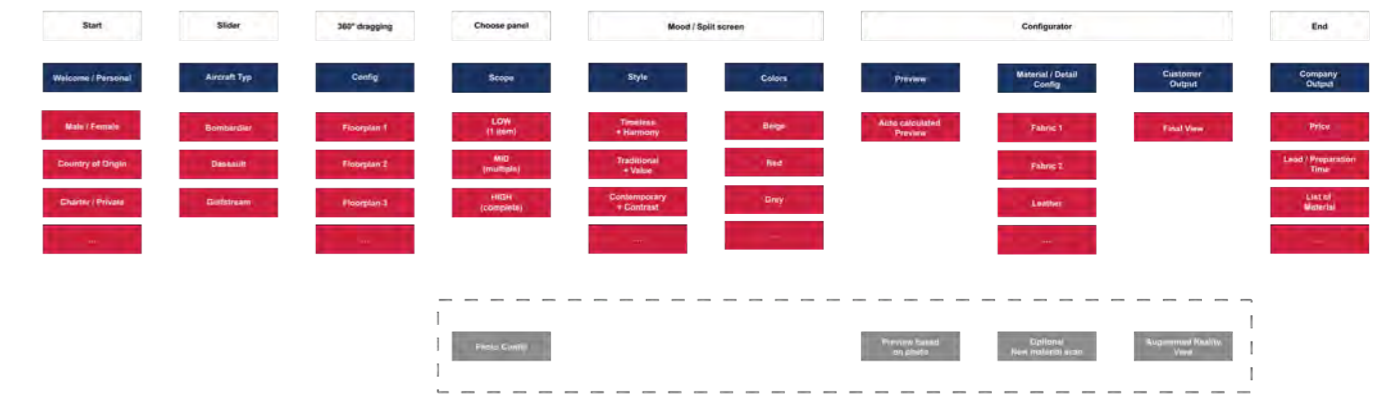 Start
Slider
360° dragging
Choose panel
Mood / Split screen
Configurator
End
Welcome / Personal
Aircraft Typ
Config
Scope
Style
Colors
Preview
Material / Detail
Config
Customer
Output
Company
Output
Male / Female
Bombardier
Floorplan 1
LOW
(1 item)
Timeless
+ Harmony
Beige
Auto calculated
Preview
Fabric 1
Final View
Price
Country of Origin
Dassault
Floorplan 2
MID
(multiple)
Traditional
+ Value
Red
Fabric 2
Lead / Preparation
Time
Charter / Private
Gulfstream
Floorplan 3
HIGH
(complete)
Contemporary
+ Contrast
Grey
Leather
List of
Material
...
...
...
...
...
...
Photo Config
Preview based
on photo
Optional
New material scan
Augmented Reality
View